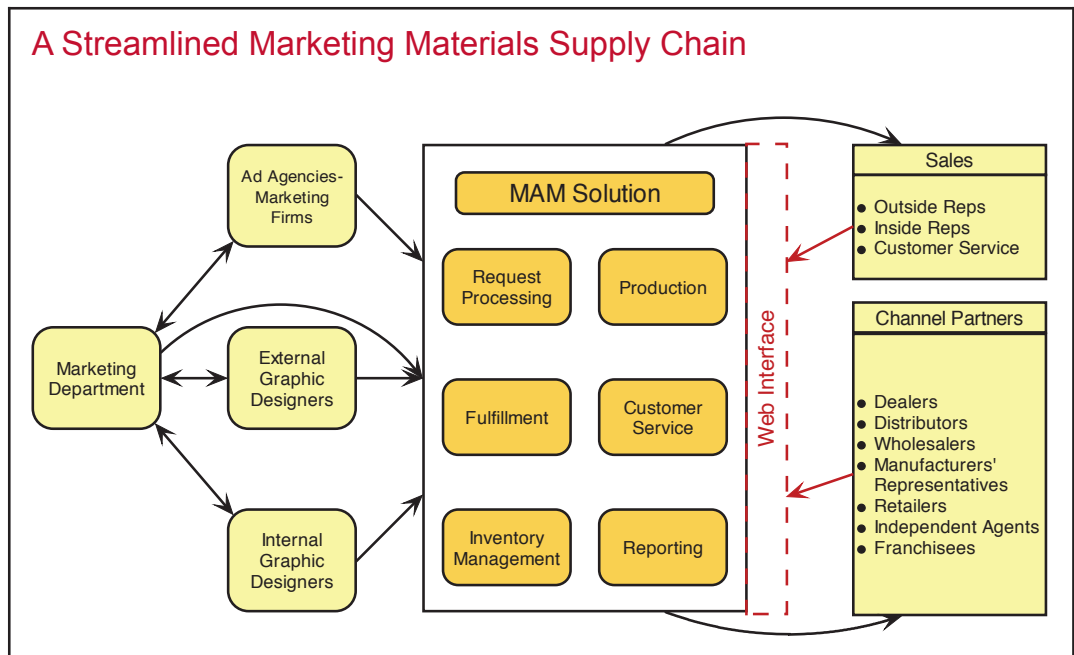 A Streamlined Marketing Materials Supply Chain
Ad Agencies-
Marketing
Firms
Marketing
Department
External
Graphic
Designers
Internal
Graphic
Designers
MAM Solution
Request
Processing
Production
Fulfillment
Customer
Service
Inventory
Management
Reporting
Web Interface
Sales
● Outside Reps
● Inside Reps
● Customer Service
Channel Partners
● Dealers
● Distributors
● Wholesalers
● Manufacturers'
Representatives
● Retailers
● Independent Agents
● Franchisees